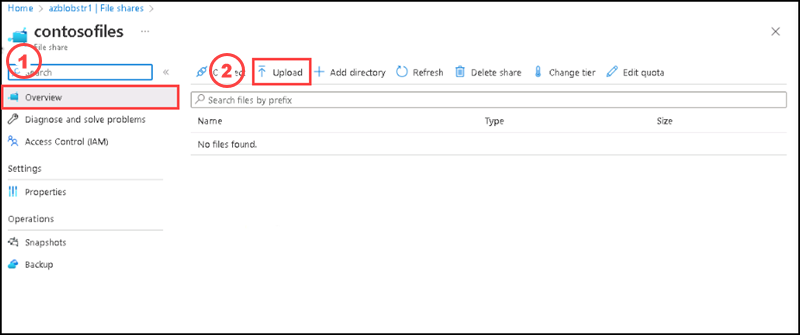 Home > azblobstr1 | File shares >
contosofiles ...
File share
1
Search «
2 Upload Add directory Refresh Delete share Change tier Edit quota
Overview
Search files by prefix
Diagnose and solve problems
Name Type Size
Access Control (IAM)
No files found.
Settings
Properties
Operations
Snapshots
Backup